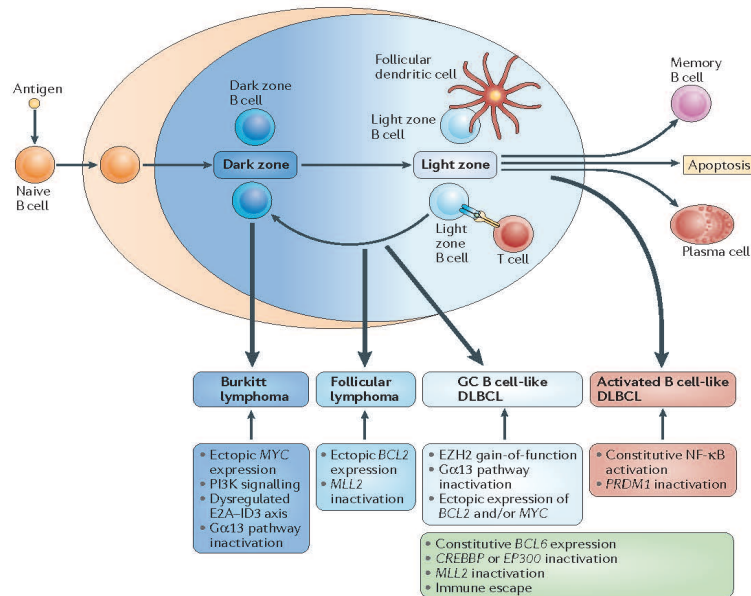 Antigen
Naive
B cell
Dark zone
B cell
Dark zone
Follicular
dendritic cell
Light zone
B cell
Light zone
Light
zone
B cell
T cell
Memory
B cell
Apoptosis
Plasma cell
Burkitt
lymphoma
Follicular
lymphoma
GC B cell-like
DLBCL
Activated B cell-like
DLBCL
• Ectopic MYC
expression
• PI3K signalling
• Dysregulated
E2A–ID3 axis
• Gα13 pathway
inactivation
• Ectopic BCL2
expression
• MLL2
inactivation
• EZH2 gain-of-function
• Gα13 pathway
inactivation
• Ectopic expression of
BCL2 and/or MYC
• Constitutive NF-κB
activation
• PRDM1 inactivation
• Constitutive BCL6 expression
• CREBBP or EP300 inactivation
• MLL2 inactivation
• Immune escape